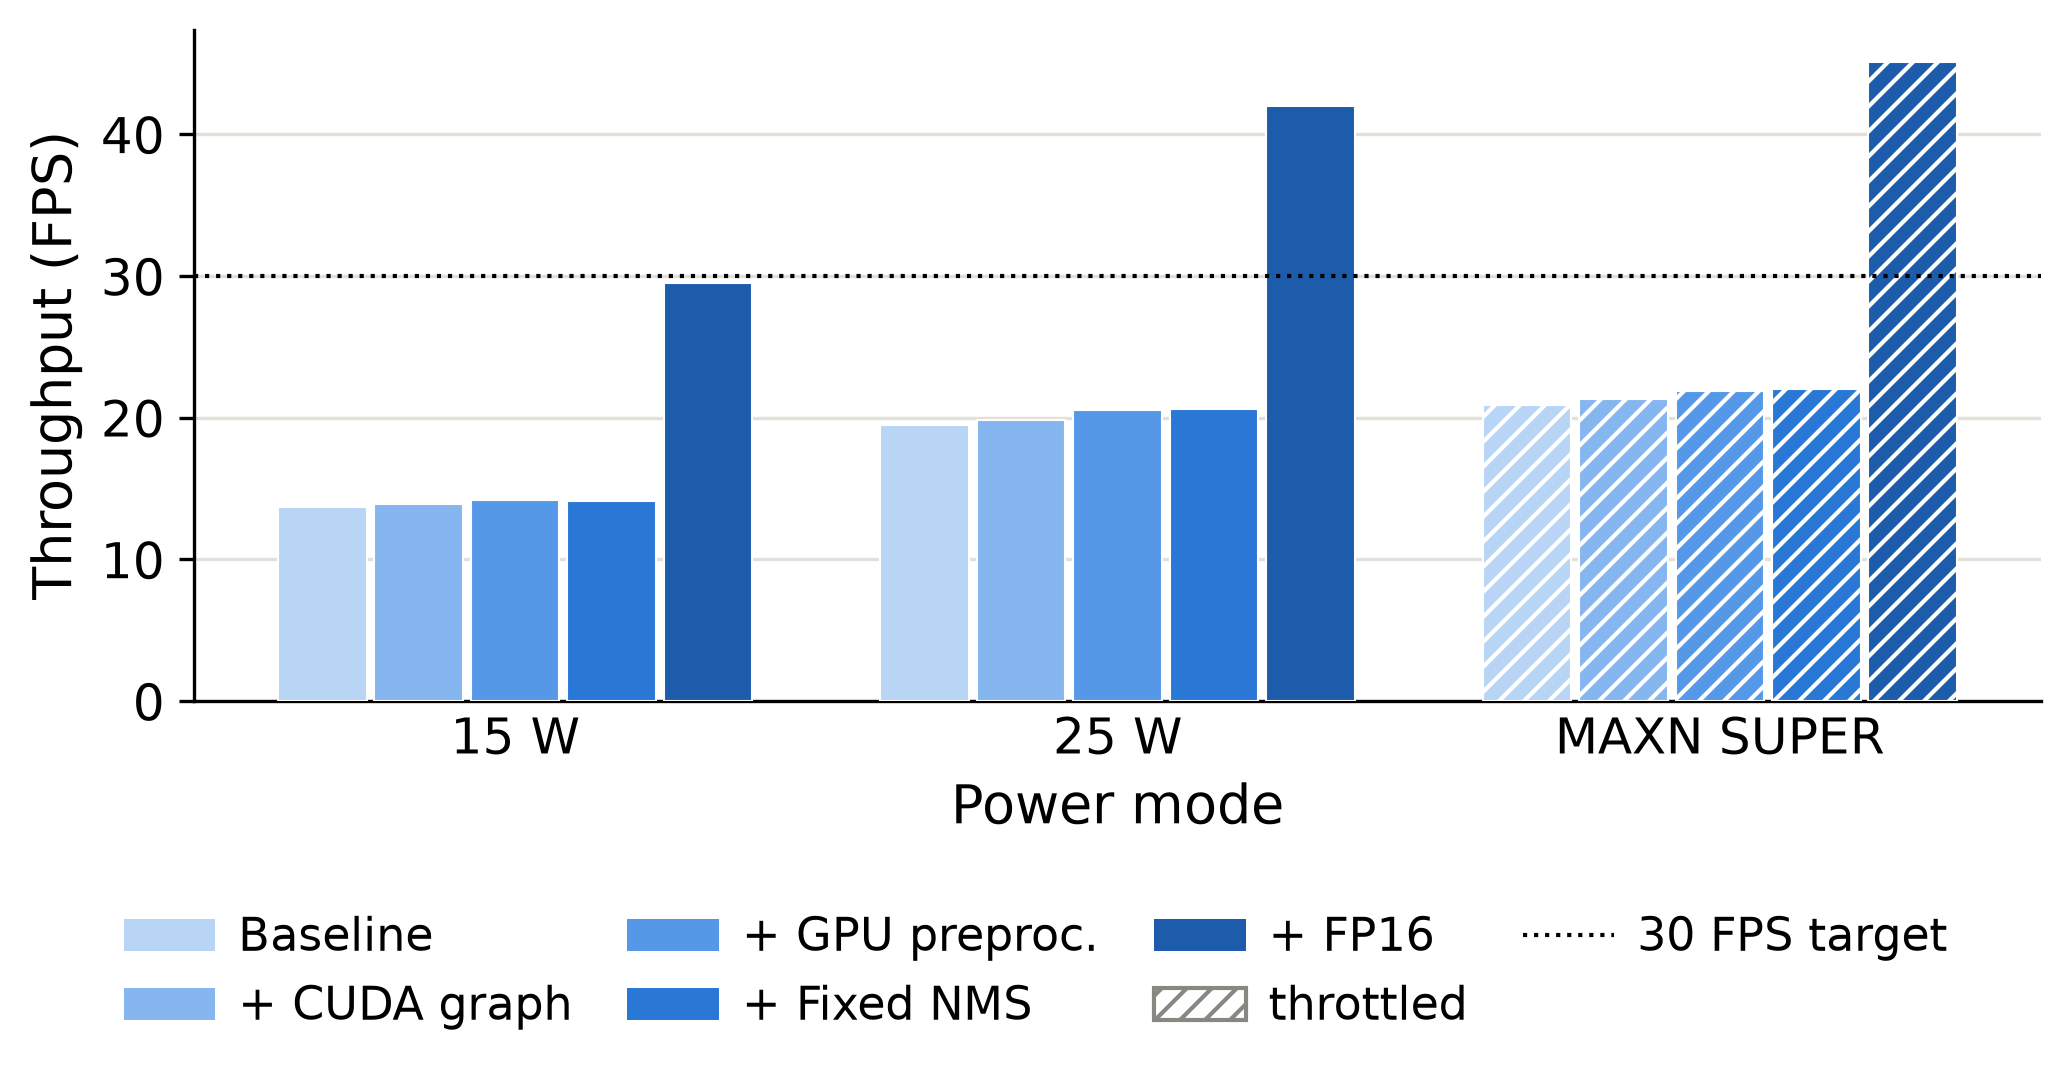 Throughput (FPS)
40
30
20
10
0
15 W
25 W
MAXN SUPER
Power mode
Baseline
+ CUDA graph
+ GPU preproc.
+ Fixed NMS
+ FP16
throttled
30 FPS target